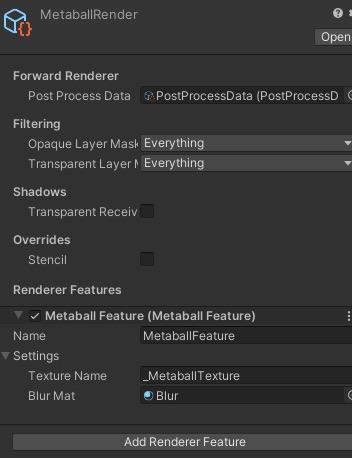 MetaballRender
Open
Forward Renderer
Post Process Data PostProcessData (PostProcessD
Filtering
Opaque Layer Mask Everything
Transparent Layer M Everything
Shadows
Transparent Receiv
Overrides
Stencil
Renderer Features
Metaball Feature (Metaball Feature)
Name MetaballFeature
Settings
Texture Name _MetaballTexture
Blur Mat Blur
Add Renderer Feature